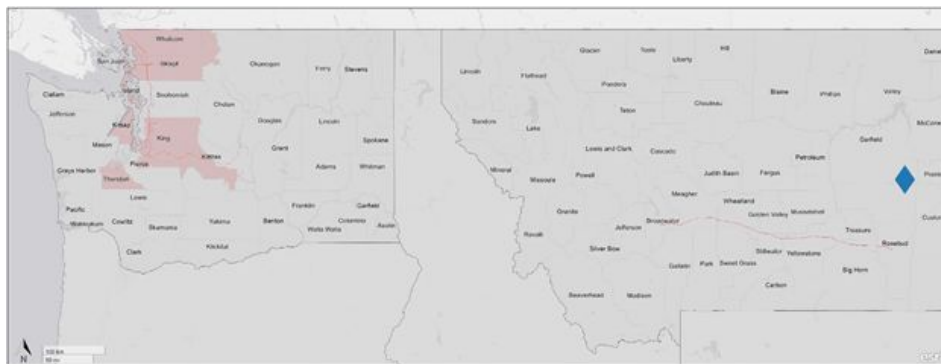 Whatcom
San Juan
Skagit
Island
Snohomish
Okanogan
Ferry
Stevens
Clallam
Jefferson
Chelan
Douglas
Lincoln
Spokane
Kitsap
King
Mason
Grays Harbor
Pierce
Kittitas
Grant
Thurston
Adams
Whitman
Pacific
Lewis
Yakima
Benton
Franklin
Garfield
Columbia
Walla Walla
Asotin
Wahkiakum
Cowlitz
Skamania
Clark
Klickitat
Lincoln
Flathead
Glacier
Toole
Liberty
Hill
Blaine
Phillips
Valley
Pondera
Teton
Chouteau
Sanders
Lake
Lewis and Clark
Cascade
Petroleum
Garfield
Mineral
Missoula
Powell
Judith Basin
Fergus
Meagher
Wheatland
Granite
Golden Valley
Musselshell
Ravalli
Jefferson
Broadwater
Treasure
Rosebud
Silver Bow
Gallatin
Park
Sweet Grass
Stillwater
Yellowstone
Big Horn
Carbon
Beaverhead
Madison
N
100 km
50 mi